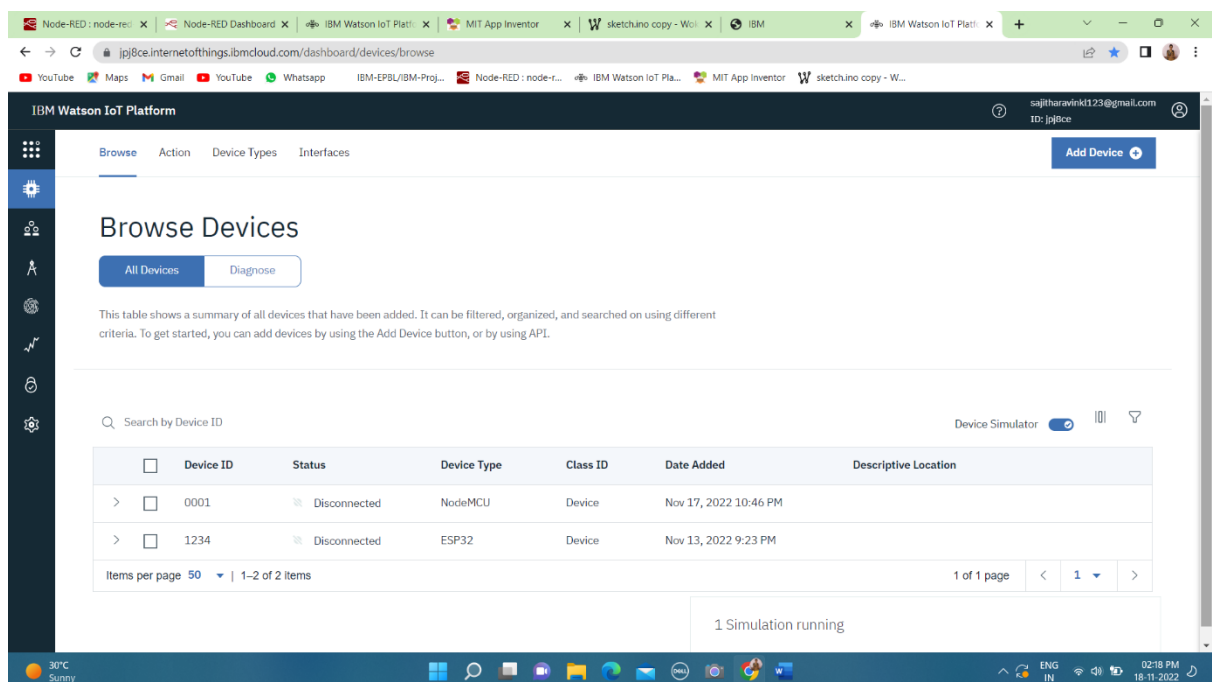 Node-RED : node-red
Node-RED Dashboard
IBM Watson IoT Platf
MIT App Inventor
sketch.ino copy - Wok
IBM
IBM Watson IoT Platf
jpj8ce.internetofthings.ibmcloud.com/dashboard/devices/browse
YouTube Maps Gmail YouTube Whatsapp IBM-EPBL/IBM-Proj... Node-RED : node-r... IBM Watson IoT Pla... MIT App Inventor sketch.ino copy - W...
IBM Watson IoT Platform
sajitharavinkl123@gmail.com
ID: jpj8ce
Browse Action Device Types Interfaces
Add Device
Browse Devices
All Devices Diagnose
This table shows a summary of all devices that have been added. It can be filtered, organized, and searched on using different
criteria. To get started, you can add devices by using the Add Device button, or by using API.
Search by Device ID
Device Simulator
Device ID Status Device Type Class ID Date Added Descriptive Location
0001 Disconnected NodeMCU Device Nov 17, 2022 10:46 PM
1234 Disconnected ESP32 Device Nov 13, 2022 9:23 PM
Items per page 50 | 1–2 of 2 items
1 of 1 page 1
1 Simulation running
30°C
Sunny
DELL
ENG
IN
02:18 PM
18-11-2022